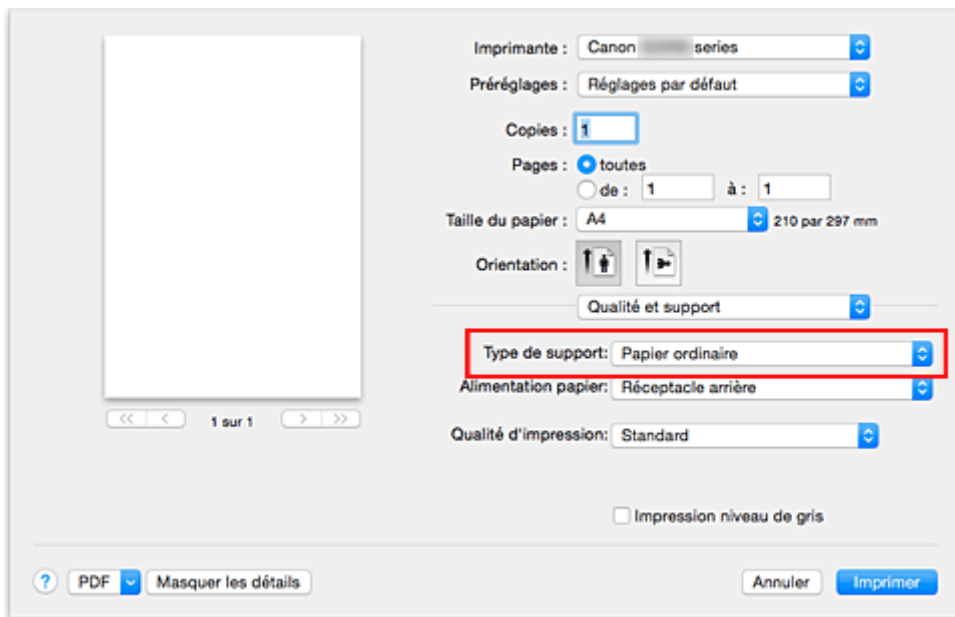 Imprimante : Canon series
Préréglages : Réglages par défaut
Copies : 1
Pages : toutes
de : 1 à : 1
Taille du papier : A4 210 par 297 mm
Orientation :
Qualité et support
Type de support: Papier ordinaire
Alimentation papier: Réceptacle arrière
<< < 1 sur 1 > >>
Qualité d'impression: Standard
Impression niveau de gris
? PDF Masquer les détails Annuler Imprimer